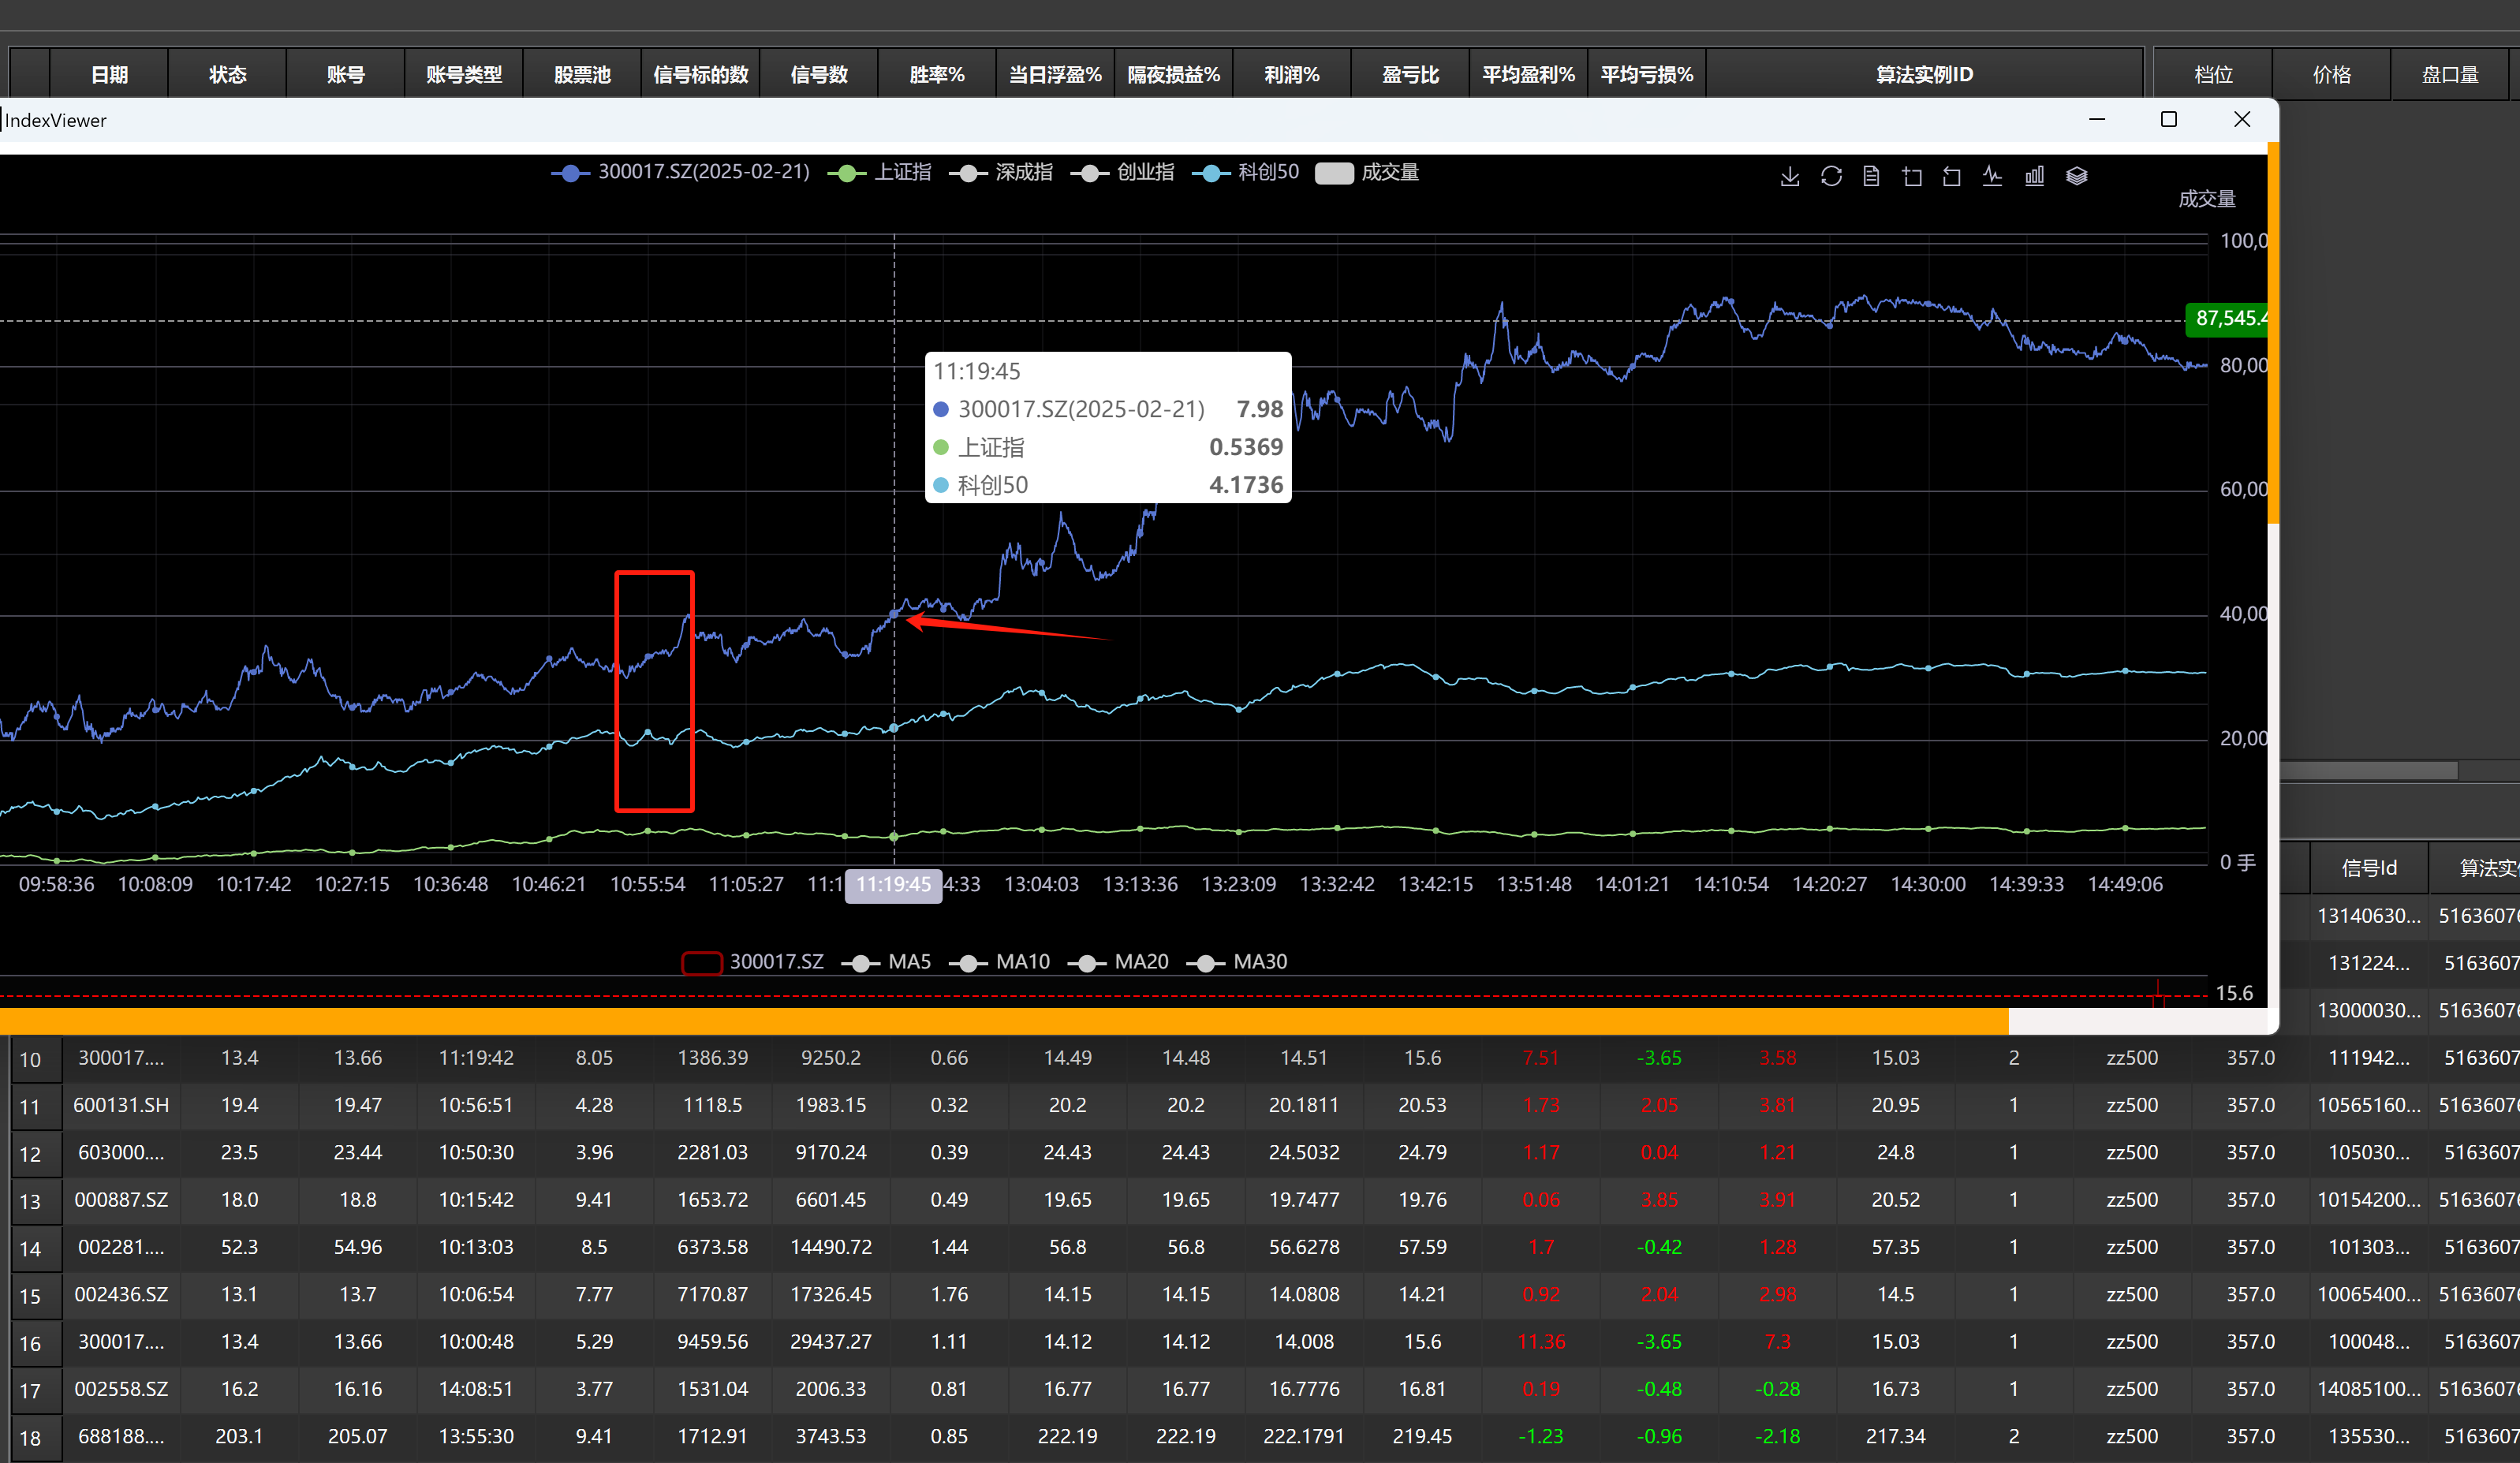 日期 状态 账号 账号类型 股票池 信号标的数 信号数 胜率% 当日浮盈% 隔夜损益% 利润% 盈亏比 平均盈利% 平均亏损% 算法实例ID 档位 价格 盘口量
IndexViewer
300017.SZ(2025-02-21) 上证指 深成指 创业指 科创50 成交量
成交量
100,0
87,545.4
80,00
60,00
40,00
20,00
0 手
11:19:45
300017.SZ(2025-02-21) 7.98
上证指 0.5369
科创50 4.1736
09:58:36 10:08:09 10:17:42 10:27:15 10:36:48 10:46:21 10:55:54 11:05:27 11:1 11:19:45 4:33 13:04:03 13:13:36 13:23:09 13:32:42 13:42:15 13:51:48 14:01:21 14:10:54 14:20:27 14:30:00 14:39:33 14:49:06
300017.SZ MA5 MA10 MA20 MA30
15.6
信号Id 算法实
13140630... 5163607
131224... 5163607
13000030... 5163607
10 300017.... 13.4 13.66 11:19:42 8.05 1386.39 9250.2 0.66 14.49 14.48 14.51 15.6 7.51 -3.65 3.58 15.03 2 zz500 357.0 111942... 5163607
11 600131.SH 19.4 19.47 10:56:51 4.28 1118.5 1983.15 0.32 20.2 20.2 20.1811 20.53 1.73 2.05 3.81 20.95 1 zz500 357.0 10565160... 5163607
12 603000.... 23.5 23.44 10:50:30 3.96 2281.03 9170.24 0.39 24.43 24.43 24.5032 24.79 1.17 0.04 1.21 24.8 1 zz500 357.0 105030... 5163607
13 000887.SZ 18.0 18.8 10:15:42 9.41 1653.72 6601.45 0.49 19.65 19.65 19.7477 19.76 0.06 3.85 3.91 20.52 1 zz500 357.0 10154200... 5163607
14 002281.... 52.3 54.96 10:13:03 8.5 6373.58 14490.72 1.44 56.8 56.8 56.6278 57.59 1.7 -0.42 1.28 57.35 1 zz500 357.0 101303... 5163607
15 002436.SZ 13.1 13.7 10:06:54 7.77 7170.87 17326.45 1.76 14.15 14.15 14.0808 14.21 0.92 2.04 2.98 14.5 1 zz500 357.0 10065400... 5163607
16 300017.... 13.4 13.66 10:00:48 5.29 9459.56 29437.27 1.11 14.12 14.12 14.008 15.6 11.36 -3.65 7.3 15.03 1 zz500 357.0 100048... 5163607
17 002558.SZ 16.2 16.16 14:08:51 3.77 1531.04 2006.33 0.81 16.77 16.77 16.7776 16.81 0.19 -0.48 -0.28 16.73 1 zz500 357.0 14085100... 5163607
18 688188.... 203.1 205.07 13:55:30 9.41 1712.91 3743.53 0.85 222.19 222.19 222.1791 219.45 -1.23 -0.96 -2.18 217.34 2 zz500 357.0 135530... 5163607